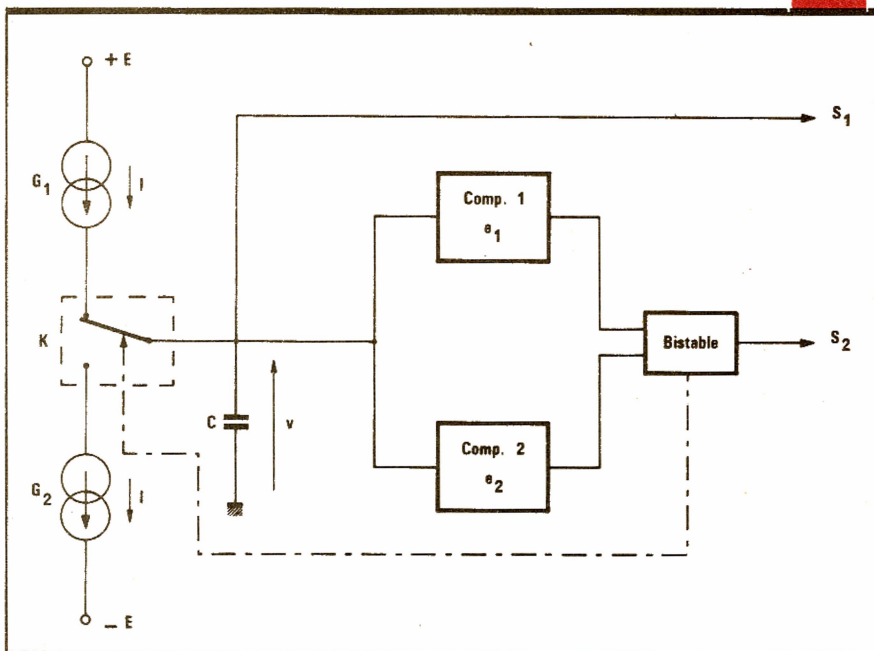 + E
S1
G1
I
Comp. 1
e1
K
Bistable
S2
C
v
Comp. 2
e2
G2
I
– E